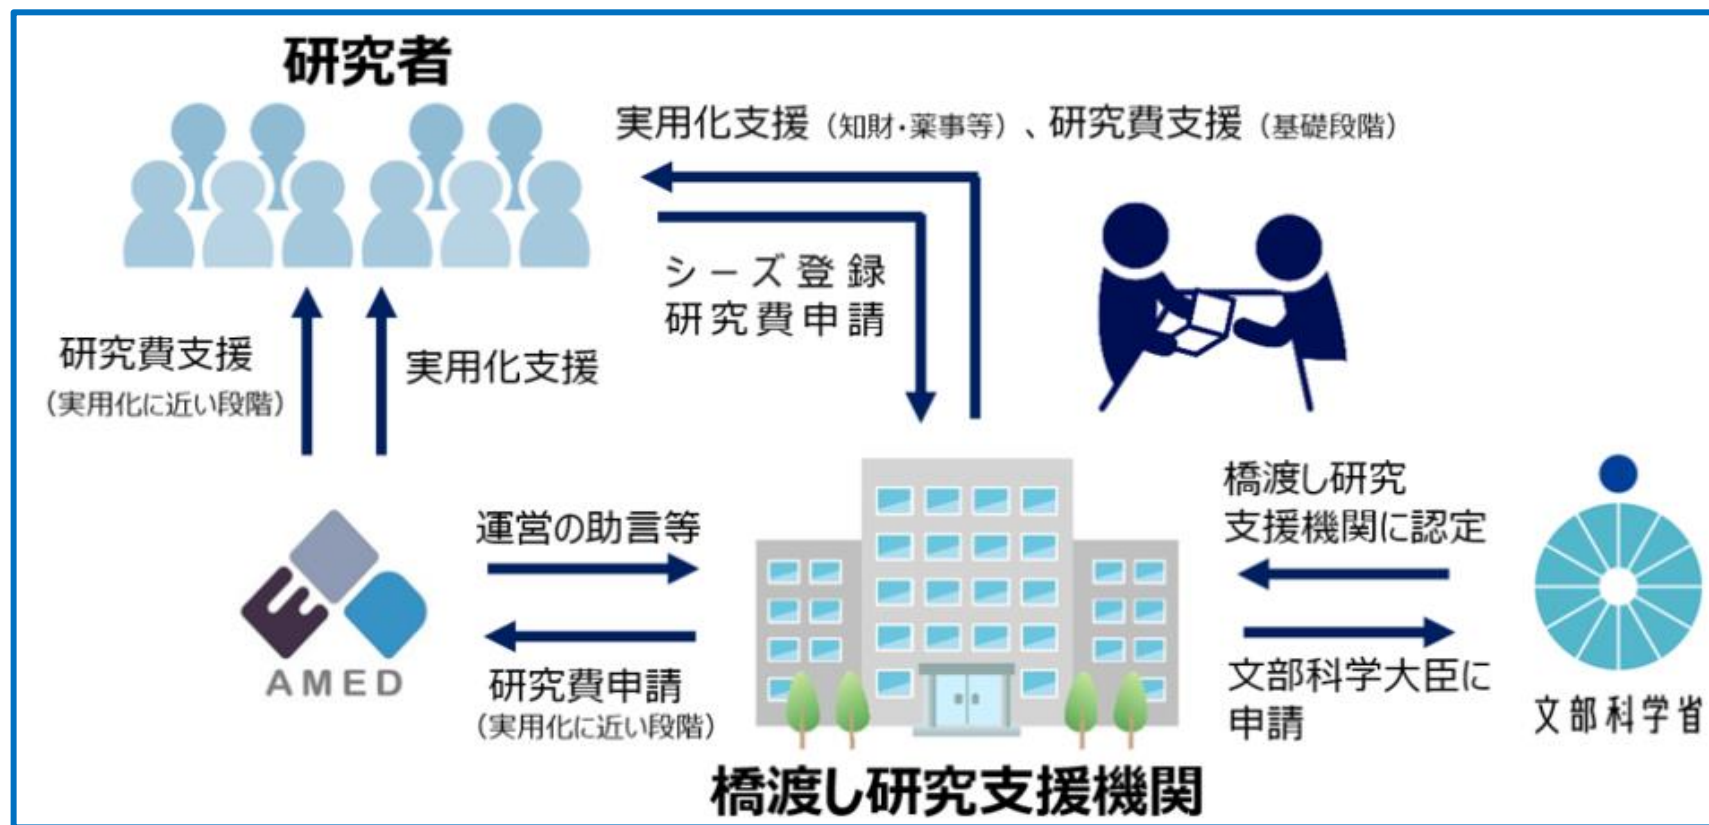 研究者
実用化支援（知財・薬事等）、研究費支援（基礎段階）
シーズ登録
研究費申請
研究費支援
（実用化に近い段階）
実用化支援
運営の助言等
研究費申請
（実用化に近い段階）
AMED
橋渡し研究
支援機関に認定
文部科学大臣に
申請
文部科学省
橋渡し研究支援機関